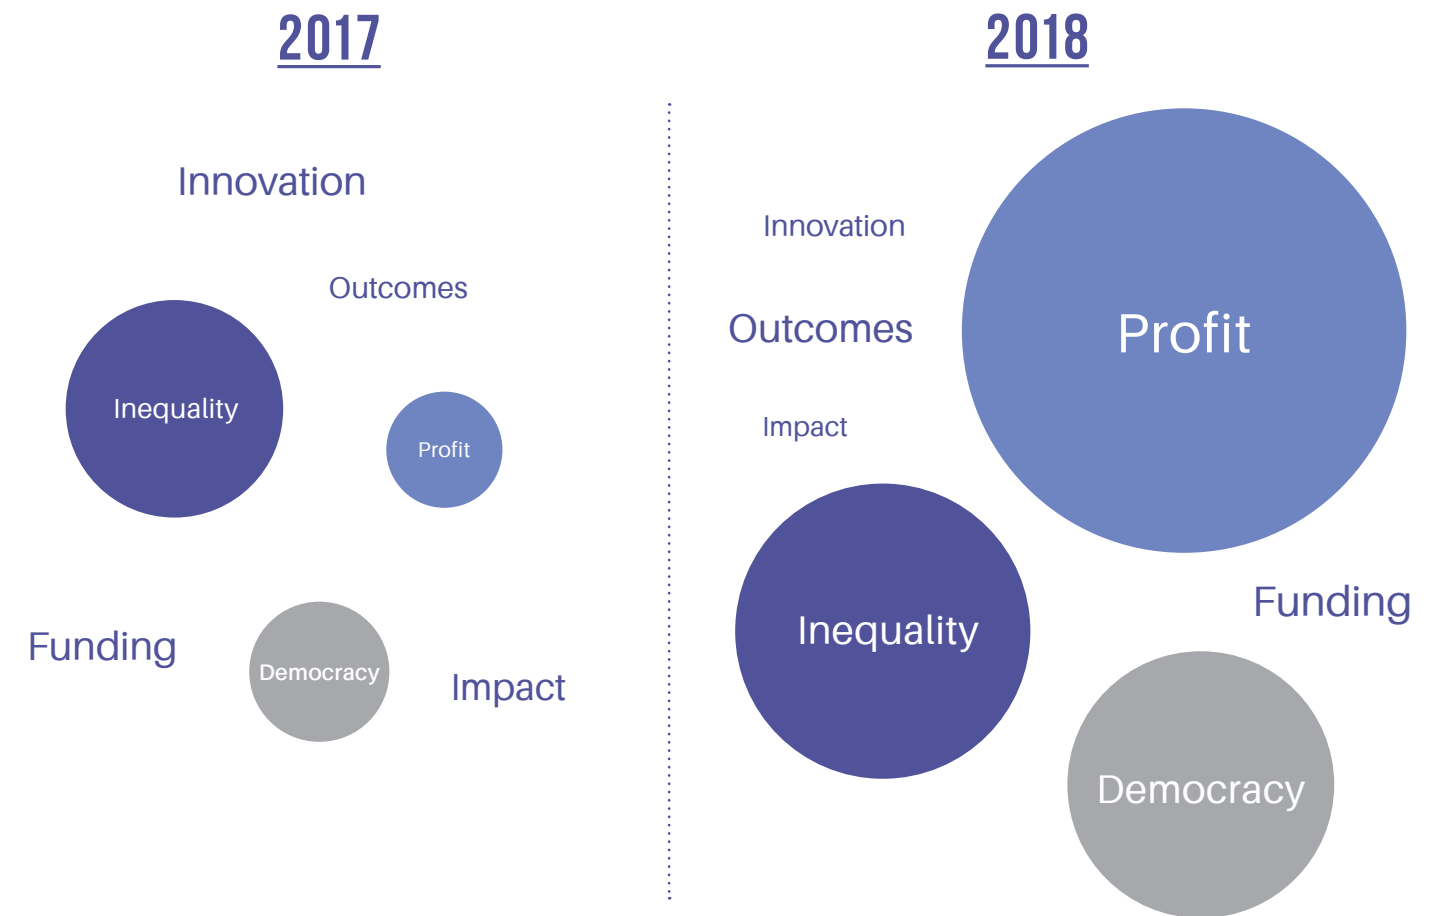 2017
Innovation
Outcomes
Inequality
Profit
Funding
Democracy
Impact
2018
Innovation
Outcomes
Profit
Impact
Inequality
Funding
Democracy